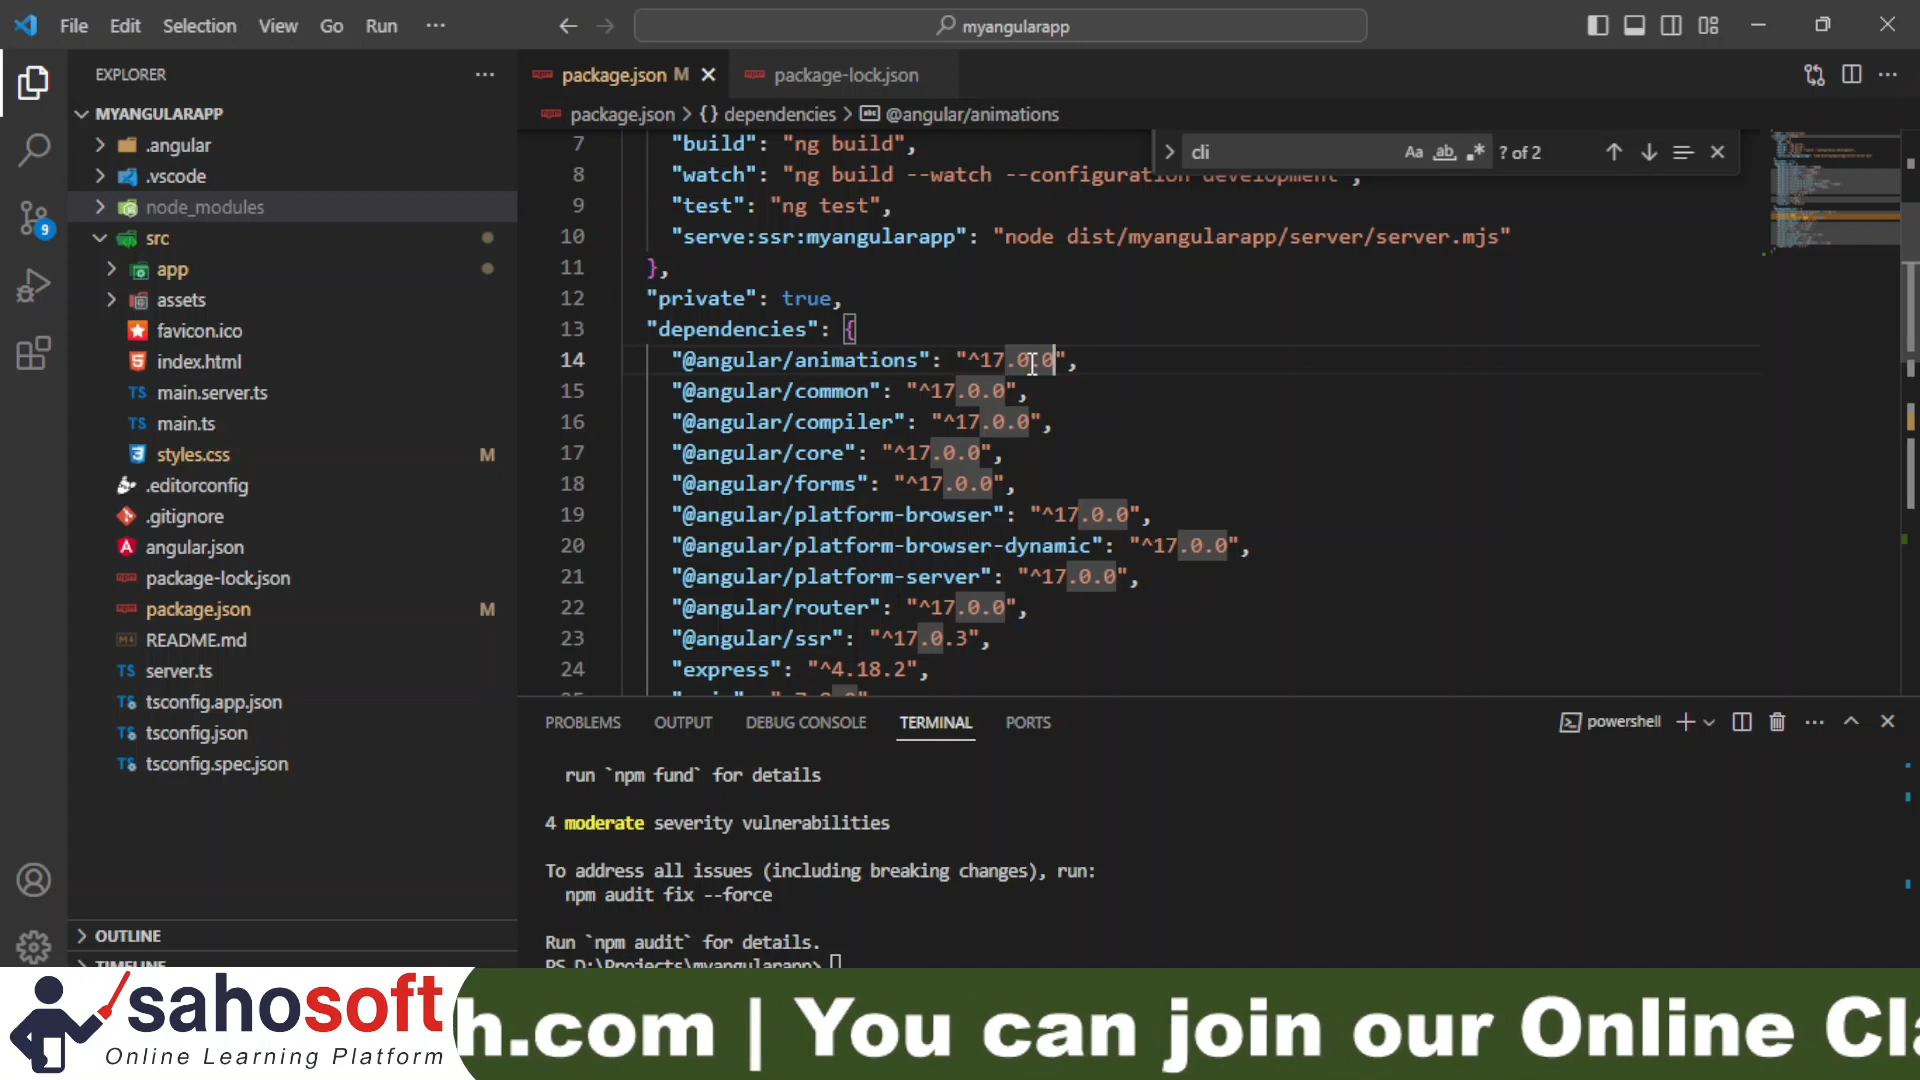 File Edit Selection View Go Run ···
myangularapp
EXPLORER
MYANGULARAPP
.angular
.vscode
node_modules
src
app
assets
favicon.ico
index.html
main.server.ts
main.ts
styles.css M
.editorconfig
.gitignore
angular.json
package-lock.json
package.json M
README.md
server.ts
tsconfig.app.json
tsconfig.json
tsconfig.spec.json
OUTLINE
TIMELINE
9
package.json M
package-lock.json
package.json > {} dependencies > @angular/animations
cli Aa ab .* ? of 2
7 "build": "ng build",
8 "watch": "ng build --watch --configuration development",
9 "test": "ng test",
10 "serve:ssr:myangularapp": "node dist/myangularapp/server/server.mjs"
11 },
12 "private": true,
13 "dependencies": {
14 "@angular/animations": "^17.0.0",
15 "@angular/common": "^17.0.0",
16 "@angular/compiler": "^17.0.0",
17 "@angular/core": "^17.0.0",
18 "@angular/forms": "^17.0.0",
19 "@angular/platform-browser": "^17.0.0",
20 "@angular/platform-browser-dynamic": "^17.0.0",
21 "@angular/platform-server": "^17.0.0",
22 "@angular/router": "^17.0.0",
23 "@angular/ssr": "^17.0.3",
24 "express": "^4.18.2",
PROBLEMS OUTPUT DEBUG CONSOLE TERMINAL PORTS
powershell
run `npm fund` for details
4 moderate severity vulnerabilities
To address all issues (including breaking changes), run:
npm audit fix --force
Run `npm audit` for details.
PS D:\Projects\myangularapp>
sahosoft
Online Learning Platform
h.com | You can join our Online Cla